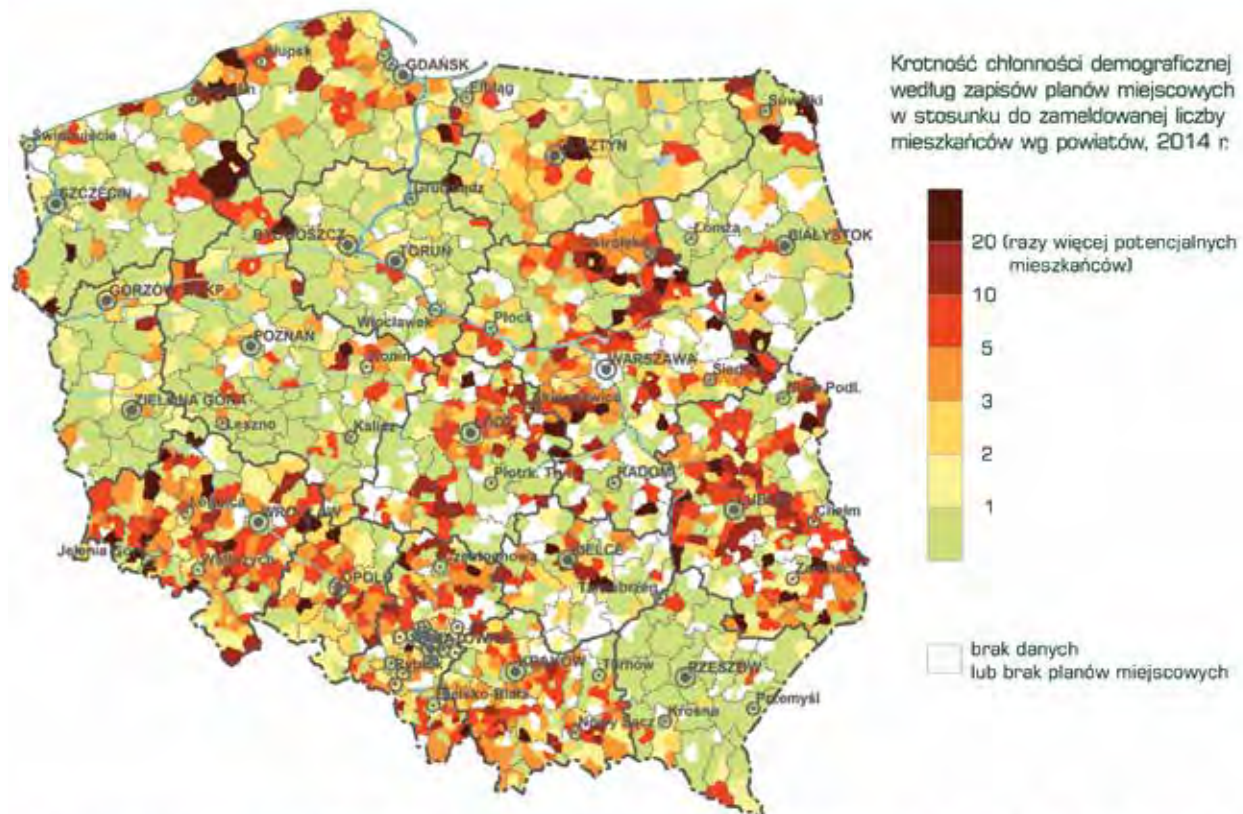 Krotność chłonności demograficznej
według zapisów planów miejscowych
w stosunku do zameldowanej liczby
mieszkańców wg powiatów, 2014 r.
20 (razy więcej potencjalnych
mieszkańców)
10
5
3
2
1
brak danych
lub brak planów miejscowych
Słupsk
GDAŃSK
Elbląg
Suwałki
Świnoujście
SZCZECIN
OLSZTYN
Grudziądz
BYDGOSZCZ
TORUŃ
Łomża
BIAŁYSTOK
Ostrołęka
GORZÓW WLKP.
Włocławek
Płock
POZNAŃ
Konin
WARSZAWA
Siedlce
Biała Podl.
ZIELONA GÓRA
Leszno
Kalisz
ŁÓDŹ
Skierniewice
Piotrk. Tryb.
RADOM
LUBLIN
Chełm
Legnica
WROCŁAW
Jelenia Góra
Wałbrzych
OPOLE
Częstochowa
KIELCE
Tarnobrzeg
Zamość
KATOWICE
Rybnik
KRAKÓW
Tarnów
RZESZÓW
Przemyśl
Bielsko-Biała
Nowy Sącz
Krosno